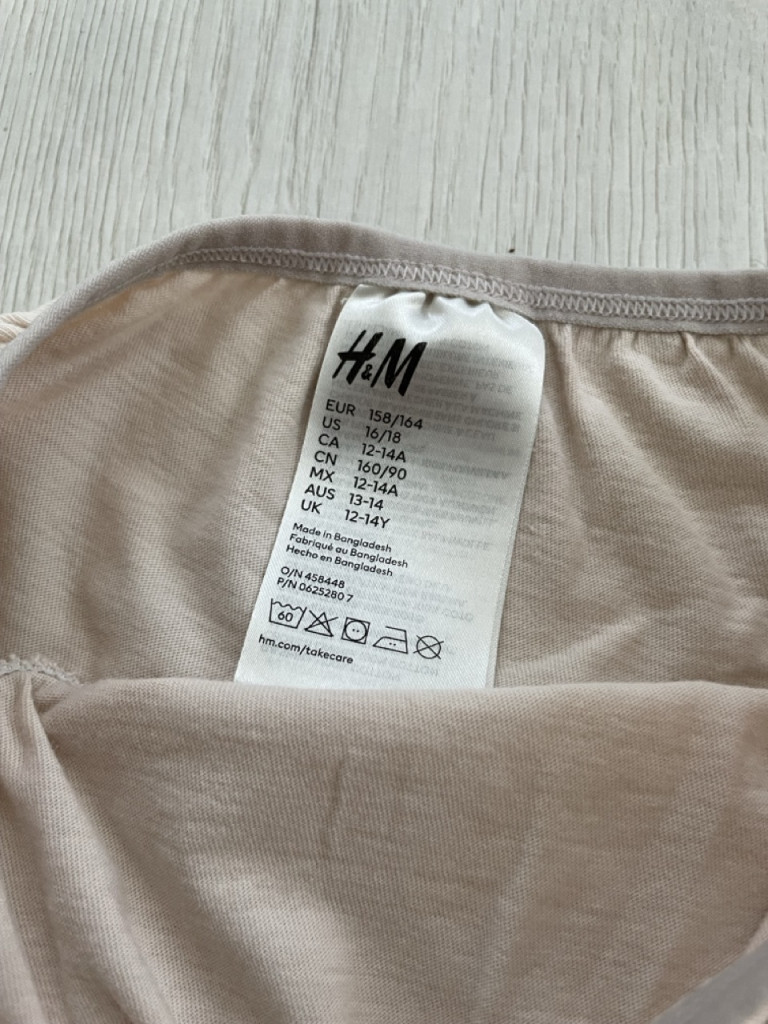 H&M
EUR 158/164
US 16/18
CA 12-14A
CN 160/90
MX 12-14A
AUS 13-14
UK 12-14Y
Made in Bangladesh
Fabriqué au Bangladesh
Hecho en Bangladesh
O/N 458448
P/N 0625280 7
60
hm.com/takecare